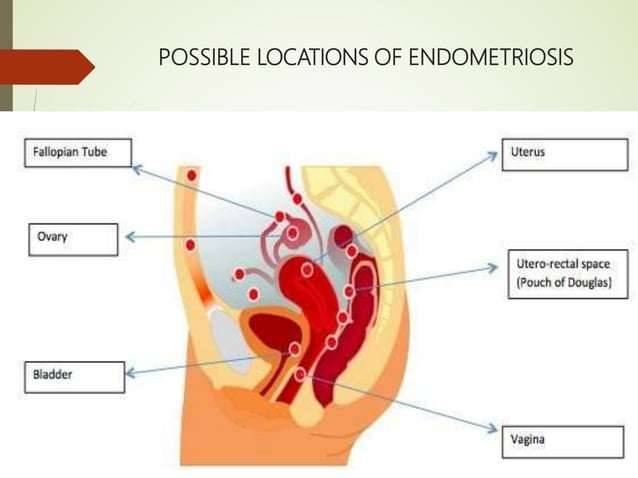 POSSIBLE LOCATIONS OF ENDOMETRIOSIS
Fallopian Tube
Uterus
Ovary
Utero-rectal space
(Pouch of Douglas)
Bladder
Vagina